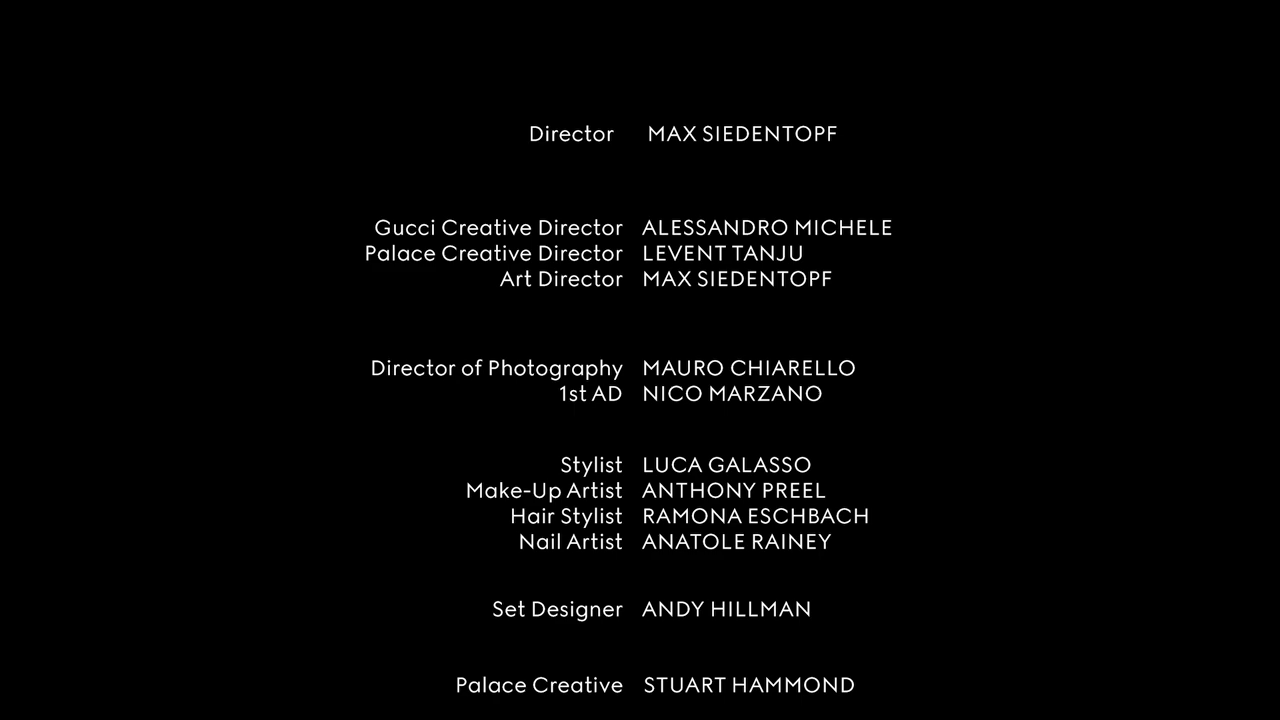 Director MAX SIEDENTOPF
Gucci Creative Director ALESSANDRO MICHELE
Palace Creative Director LEVENT TANJU
Art Director MAX SIEDENTOPF
Director of Photography MAURO CHIARELLO
1st AD NICO MARZANO
Stylist LUCA GALASSO
Make-Up Artist ANTHONY PREEL
Hair Stylist RAMONA ESCHBACH
Nail Artist ANATOLE RAINEY
Set Designer ANDY HILLMAN
Palace Creative STUART HAMMOND